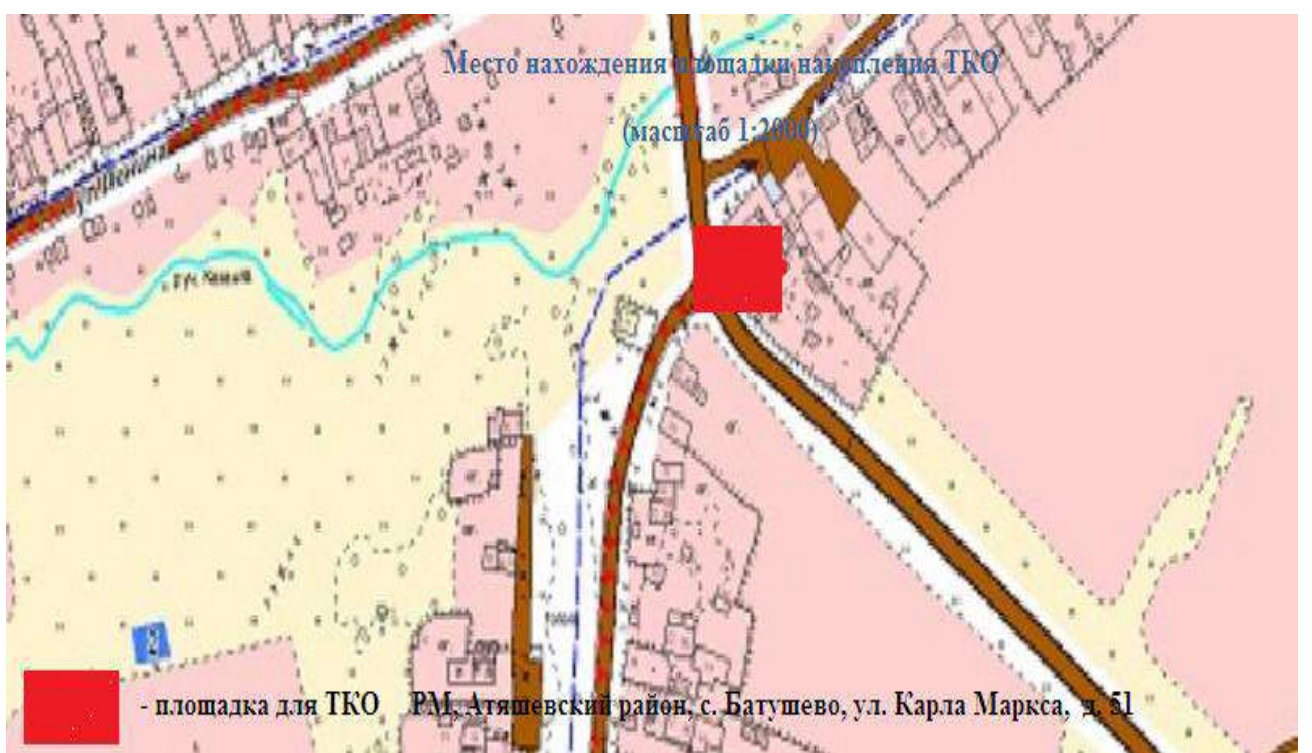 Место нахождения площадки накопления ТКО
(масштаб 1:2000)
2
- площадка для ТКО РМ, Атяшевский район, с. Батушево, ул. Карла Маркса, д. 51